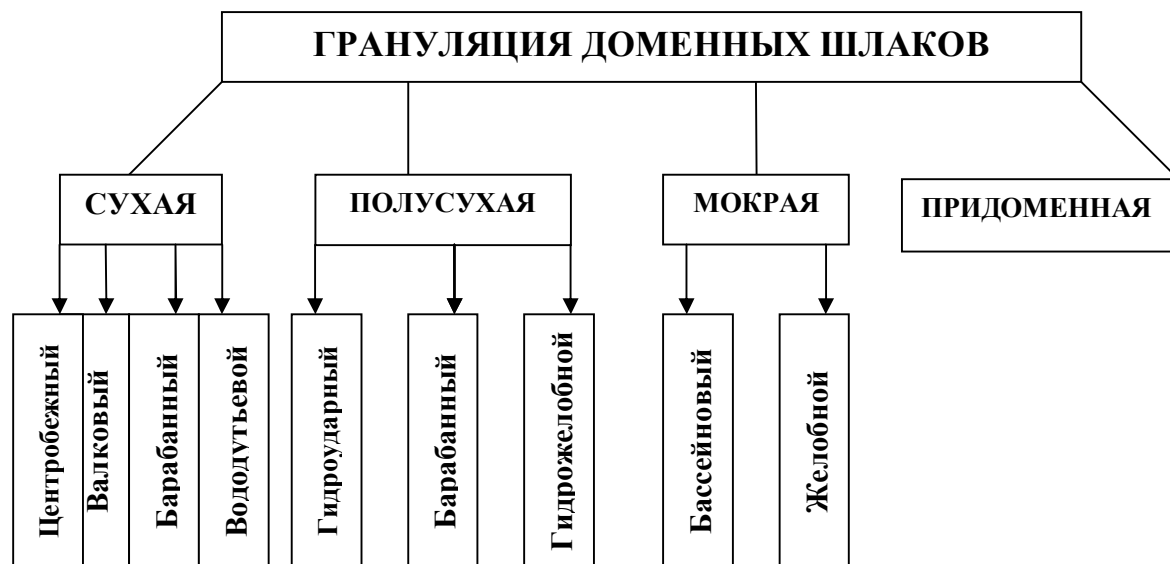 ГРАНУЛЯЦИЯ ДОМЕННЫХ ШЛАКОВ
СУХАЯ
ПОЛУСУХАЯ
МОКРАЯ
ПРИДОМЕННАЯ
Центробежный
Валковый
Барабанный
Вододутьевой
Гидроударный
Барабанный
Гидрожелобной
Бассейновый
Желобной